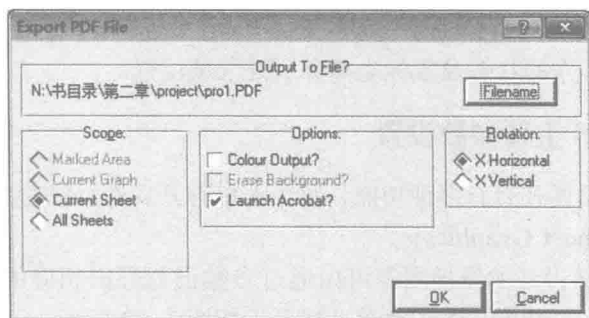 Export PDF File
Output To File?
N:\书目录\第二章\project\pro1.PDF
Filename
Scope:
Marked Area
Current Graph
Current Sheet
All Sheets
Options:
Colour Output?
Erase Background?
Launch Acrobat?
Rotation:
X Horizontal
X Vertical
OK
Cancel